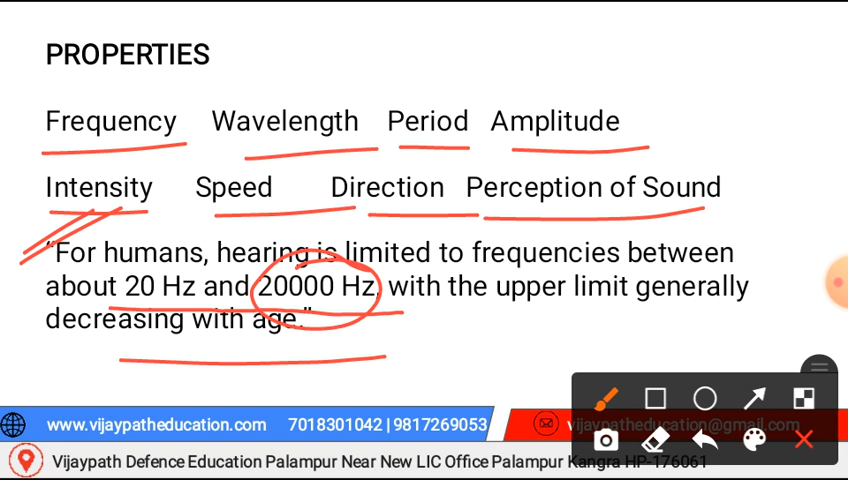 PROPERTIES
Frequency Wavelength Period Amplitude
Intensity Speed Direction Perception of Sound
“For humans, hearing is limited to frequencies between
about 20 Hz and 20000 Hz, with the upper limit generally
decreasing with age.”
www.vijaypatheducation.com 7018301042 | 9817269053 vijaypatheducation@gmail.com
Vijaypath Defence Education Palampur Near New LIC Office Palampur Kangra HP-176061